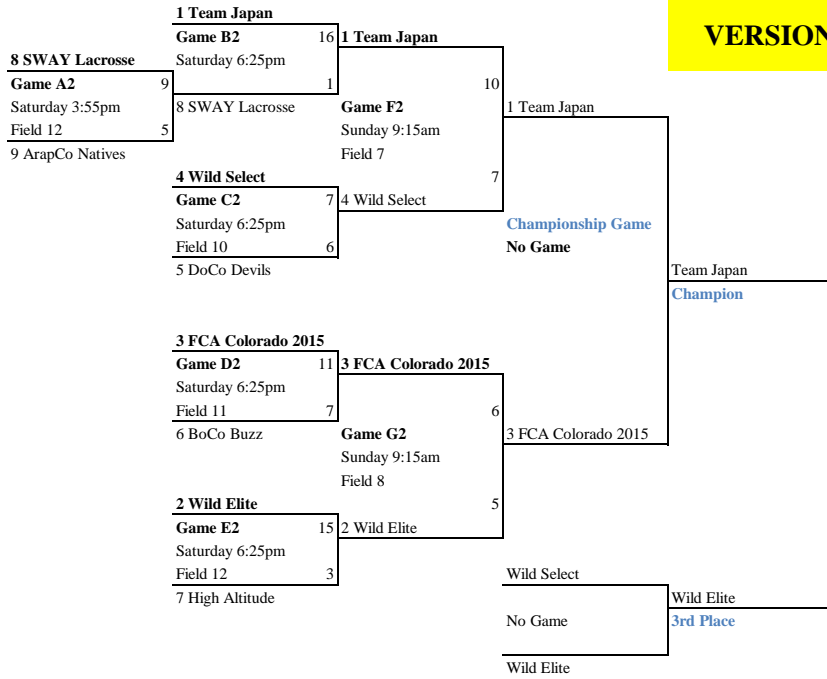 1 Team Japan
Game B2 16 1 Team Japan
VERSION
8 SWAY Lacrosse Saturday 6:25pm
Game A2 9 1 10
Saturday 3:55pm 8 SWAY Lacrosse Game F2 1 Team Japan
Field 12 5 Sunday 9:15am
9 ArapCo Natives Field 7
4 Wild Select 7
Game C2 7 4 Wild Select
Saturday 6:25pm Championship Game
Field 10 6 No Game
5 DoCo Devils Team Japan
Champion
3 FCA Colorado 2015
Game D2 11 3 FCA Colorado 2015
Saturday 6:25pm
Field 11 7 6
6 BoCo Buzz Game G2 3 FCA Colorado 2015
Sunday 9:15am
Field 8
2 Wild Elite 5
Game E2 15 2 Wild Elite
Saturday 6:25pm
Field 12 3 Wild Select
7 High Altitude Wild Elite
No Game 3rd Place
Wild Elite